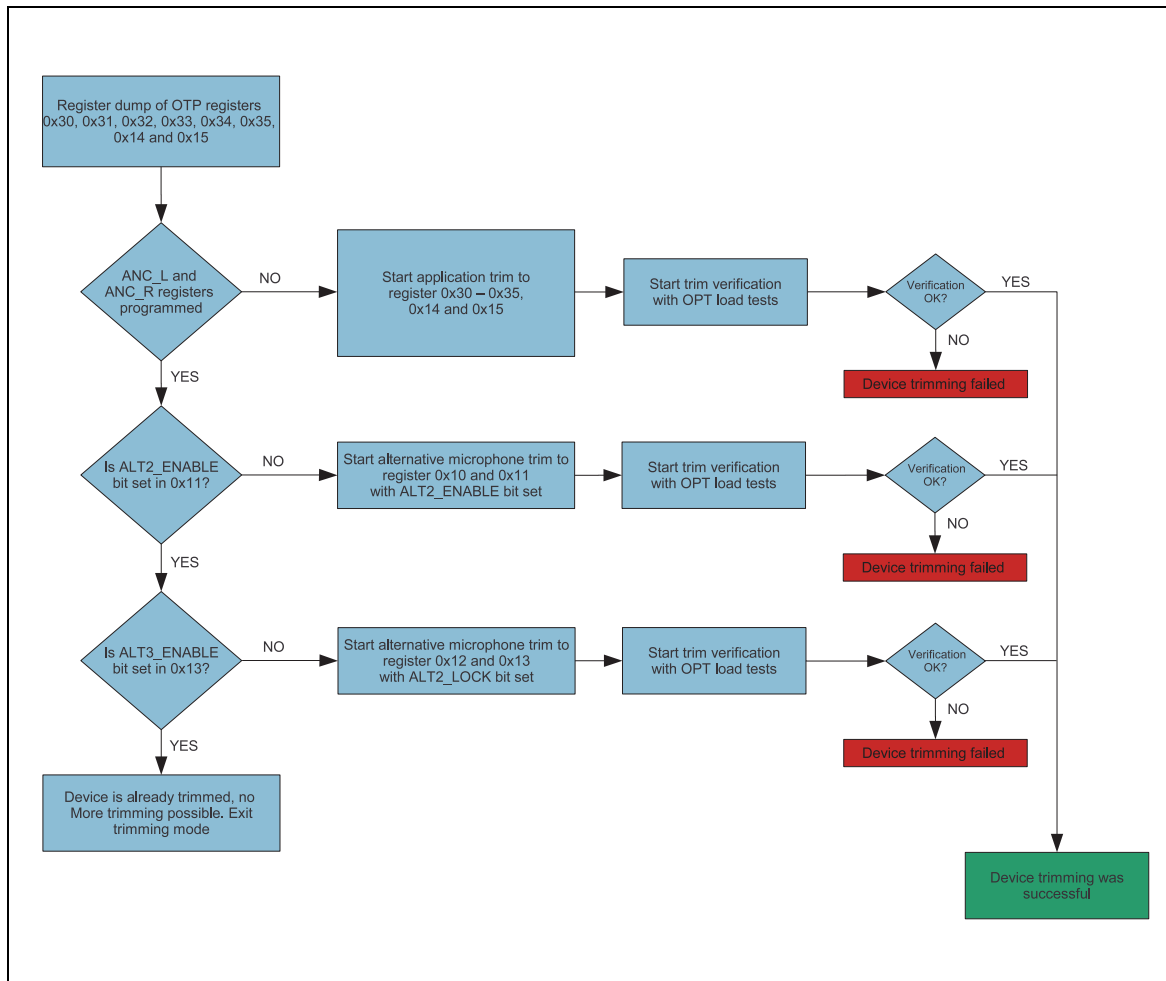 Register dump of OTP registers
0x30, 0x31, 0x32, 0x33, 0x34, 0x35,
0x14 and 0x15
ANC_L and
ANC_R registers
programmed
NO
Start application trim to
register 0x30 – 0x35,
0x14 and 0x15
Start trim verification
with OPT load tests
Verification
OK?
YES
NO
Device trimming failed
YES
Is ALT2_ENABLE
bit set in 0x11?
NO
Start alternative microphone trim to
register 0x10 and 0x11
with ALT2_ENABLE bit set
Start trim verification
with OPT load tests
Verification
OK?
YES
NO
Device trimming failed
YES
Is ALT3_ENABLE
bit set in 0x13?
NO
Start alternative microphone trim to
register 0x12 and 0x13
with ALT2_LOCK bit set
Start trim verification
with OPT load tests
Verification
OK?
YES
NO
Device trimming failed
YES
Device is already trimmed, no
More trimming possible. Exit
trimming mode
Device trimming was
successful